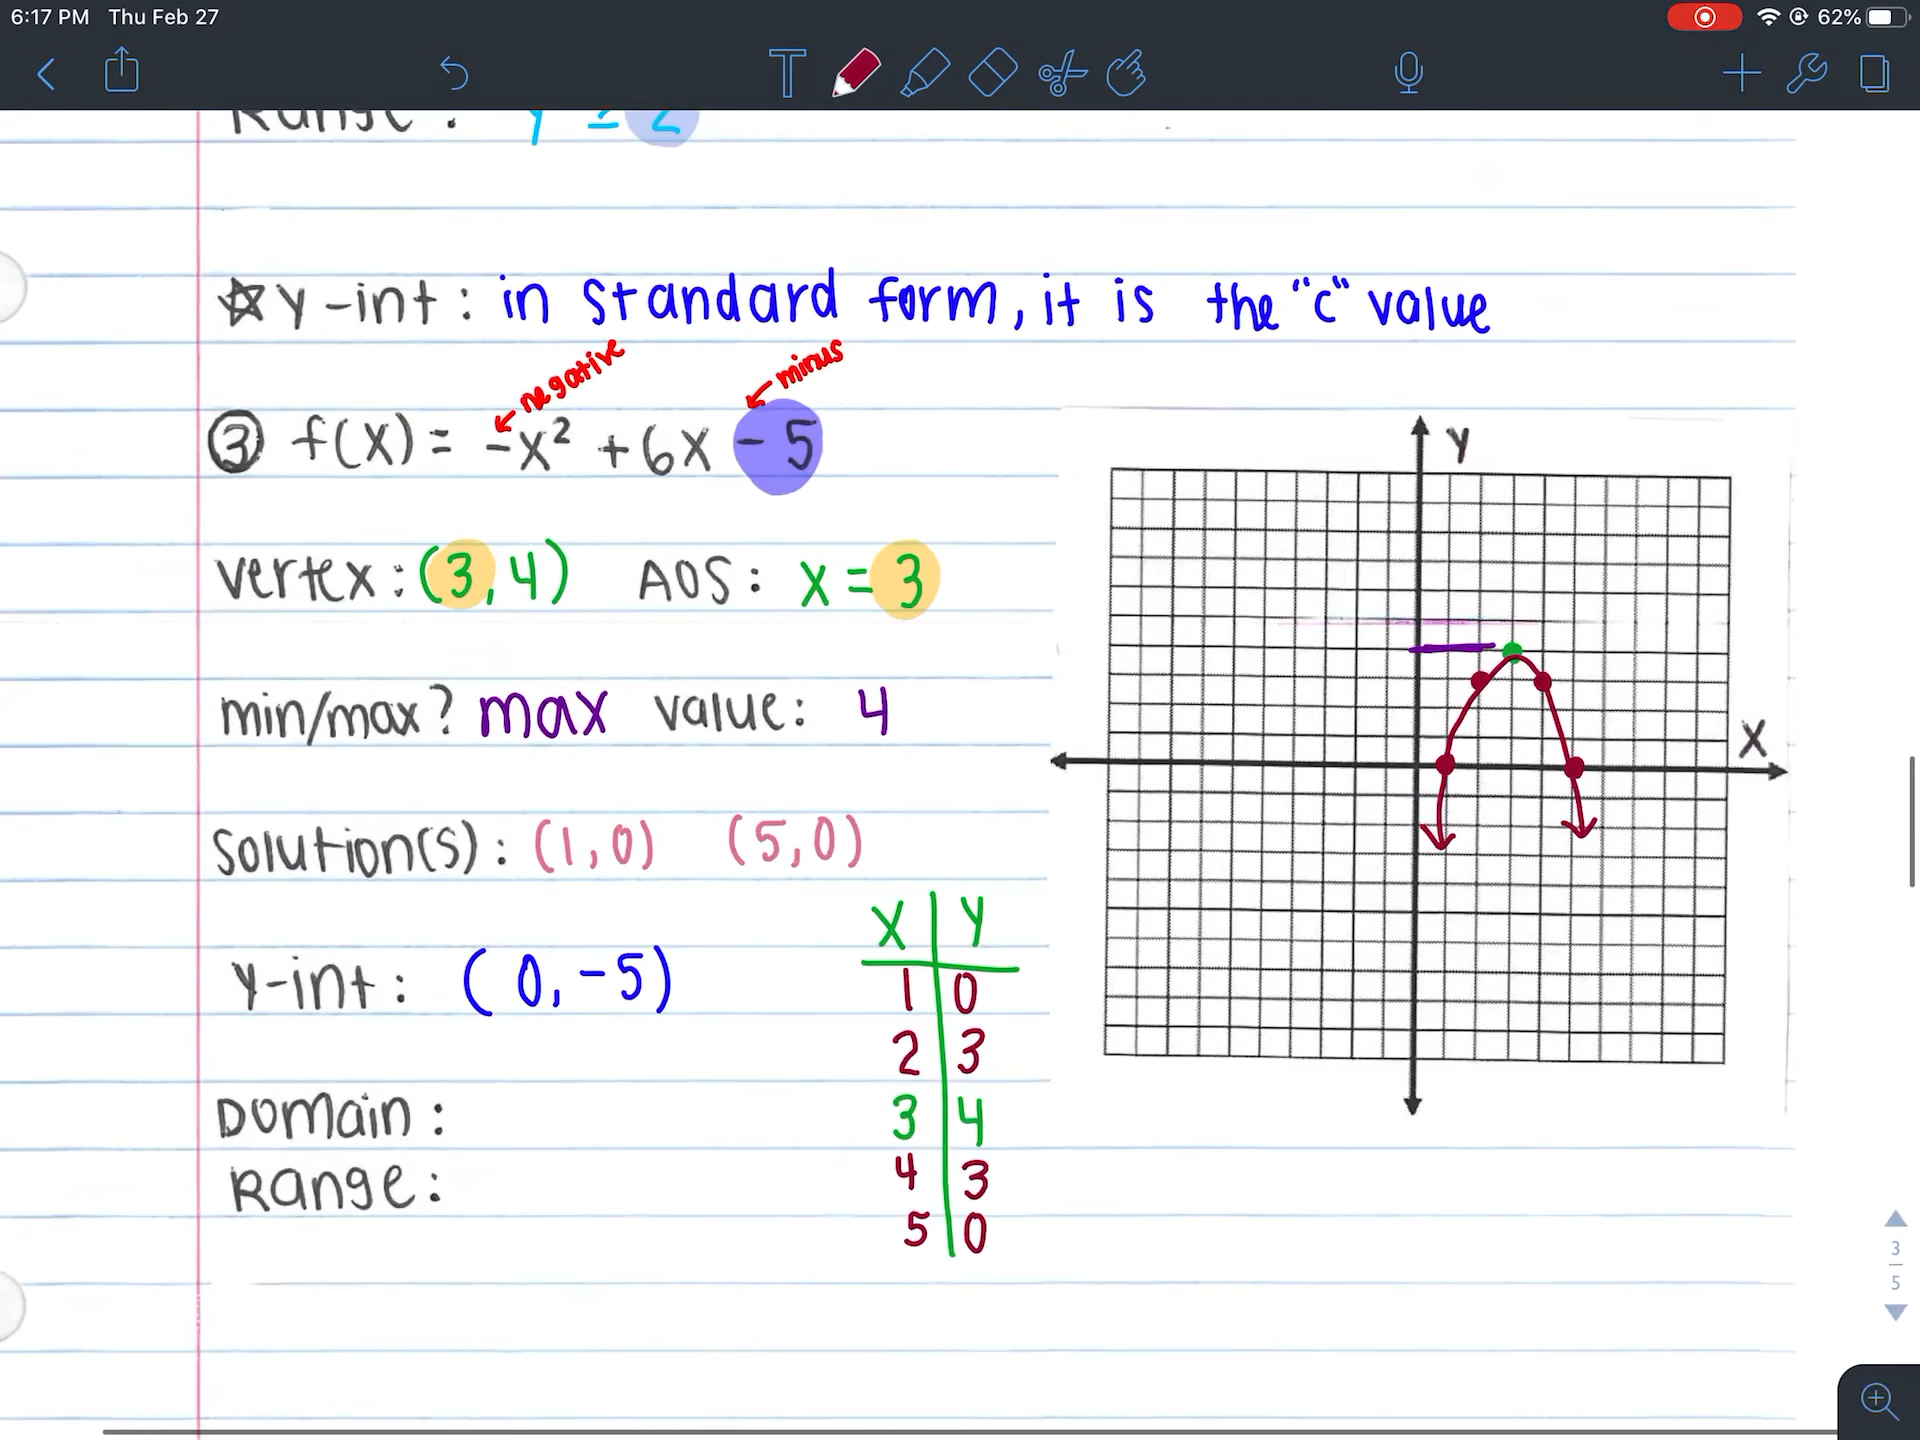 6:17 PM Thu Feb 27
62%
T
Range: y ≥ 2
☆ y-int: in standard form, it is the "c" value
negative
minus
③ f(x) = -x² + 6x - 5
vertex: (3, 4) AOS: x = 3
min/max? max value: 4
solution(s): (1,0) (5,0)
y-int: (0, -5)
Domain:
Range:
X Y
1 0
2 3
3 4
4 3
5 0
Y
X
3
5